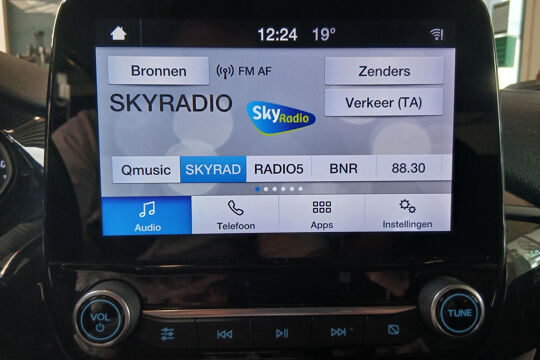 12:24 19°
Bronnen FM AF Zenders
SKYRADIO Sky Radio Verkeer (TA)
Qmusic SKYRAD RADIO5 BNR 88.30
Audio Telefoon Apps Instellingen
VOL TUNE